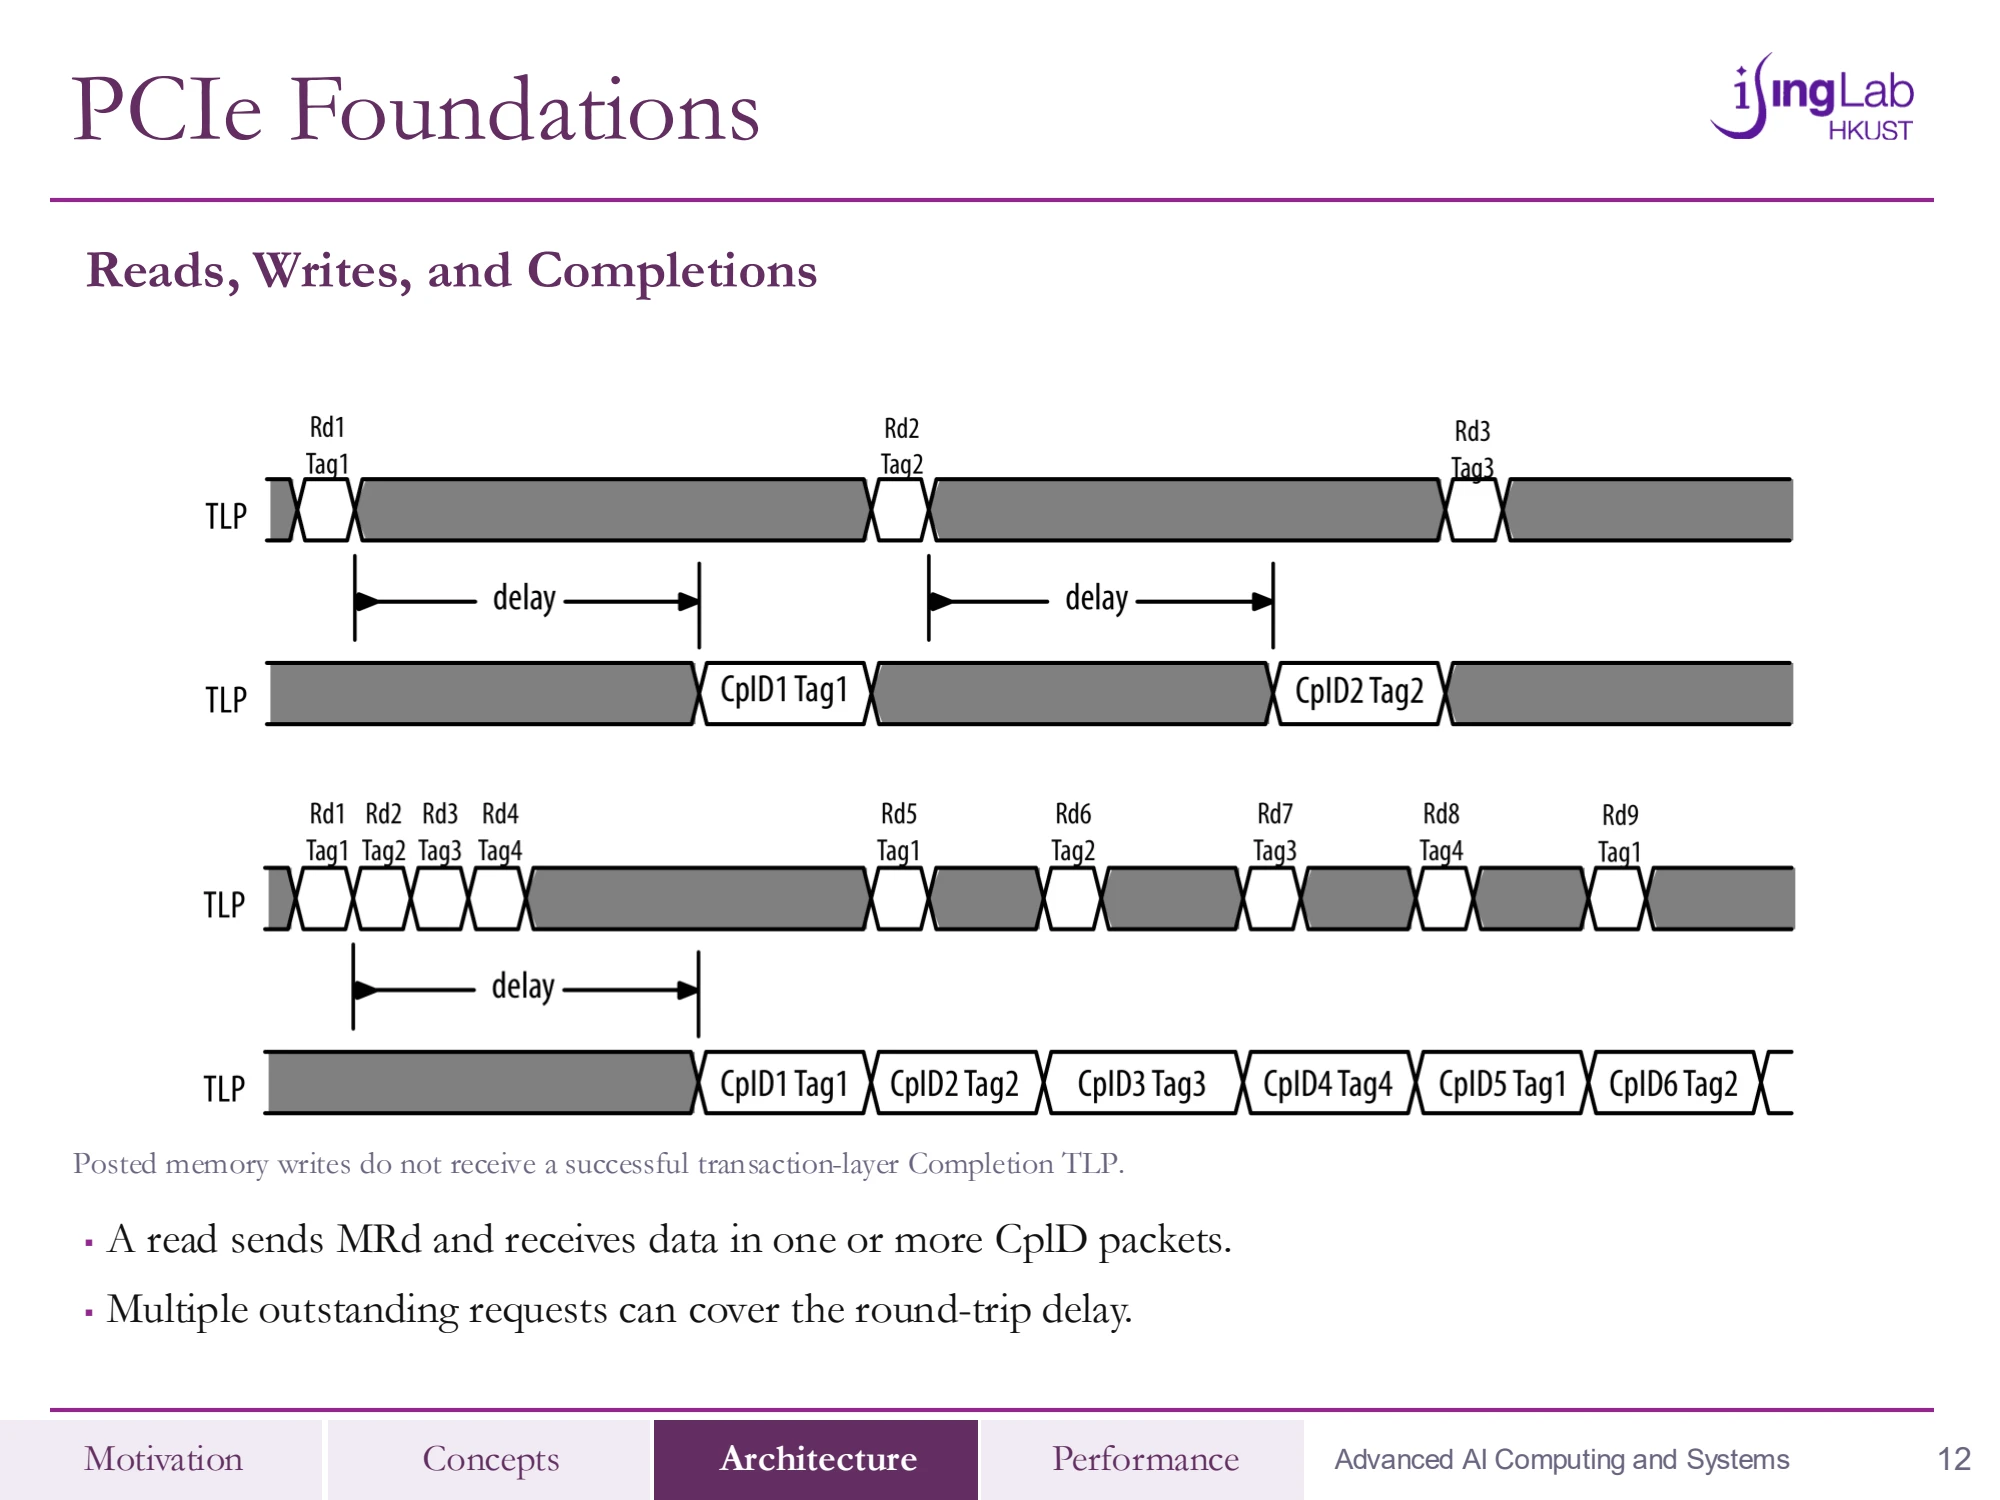 PCIe Foundations
iSingLab
HKUST
Reads, Writes, and Completions
Rd1 Rd2 Rd3
Tag1 Tag2 Tag3
TLP
delay delay
TLP CplD1 Tag1 CplD2 Tag2
Rd1 Rd2 Rd3 Rd4 Rd5 Rd6 Rd7 Rd8 Rd9
Tag1 Tag2 Tag3 Tag4 Tag1 Tag2 Tag3 Tag4 Tag1
TLP
delay
TLP CplD1 Tag1 CplD2 Tag2 CplD3 Tag3 CplD4 Tag4 CplD5 Tag1 CplD6 Tag2
Posted memory writes do not receive a successful transaction-layer Completion TLP.
▪ A read sends MRd and receives data in one or more CplD packets.
▪ Multiple outstanding requests can cover the round-trip delay.
Motivation Concepts Architecture Performance Advanced AI Computing and Systems 12